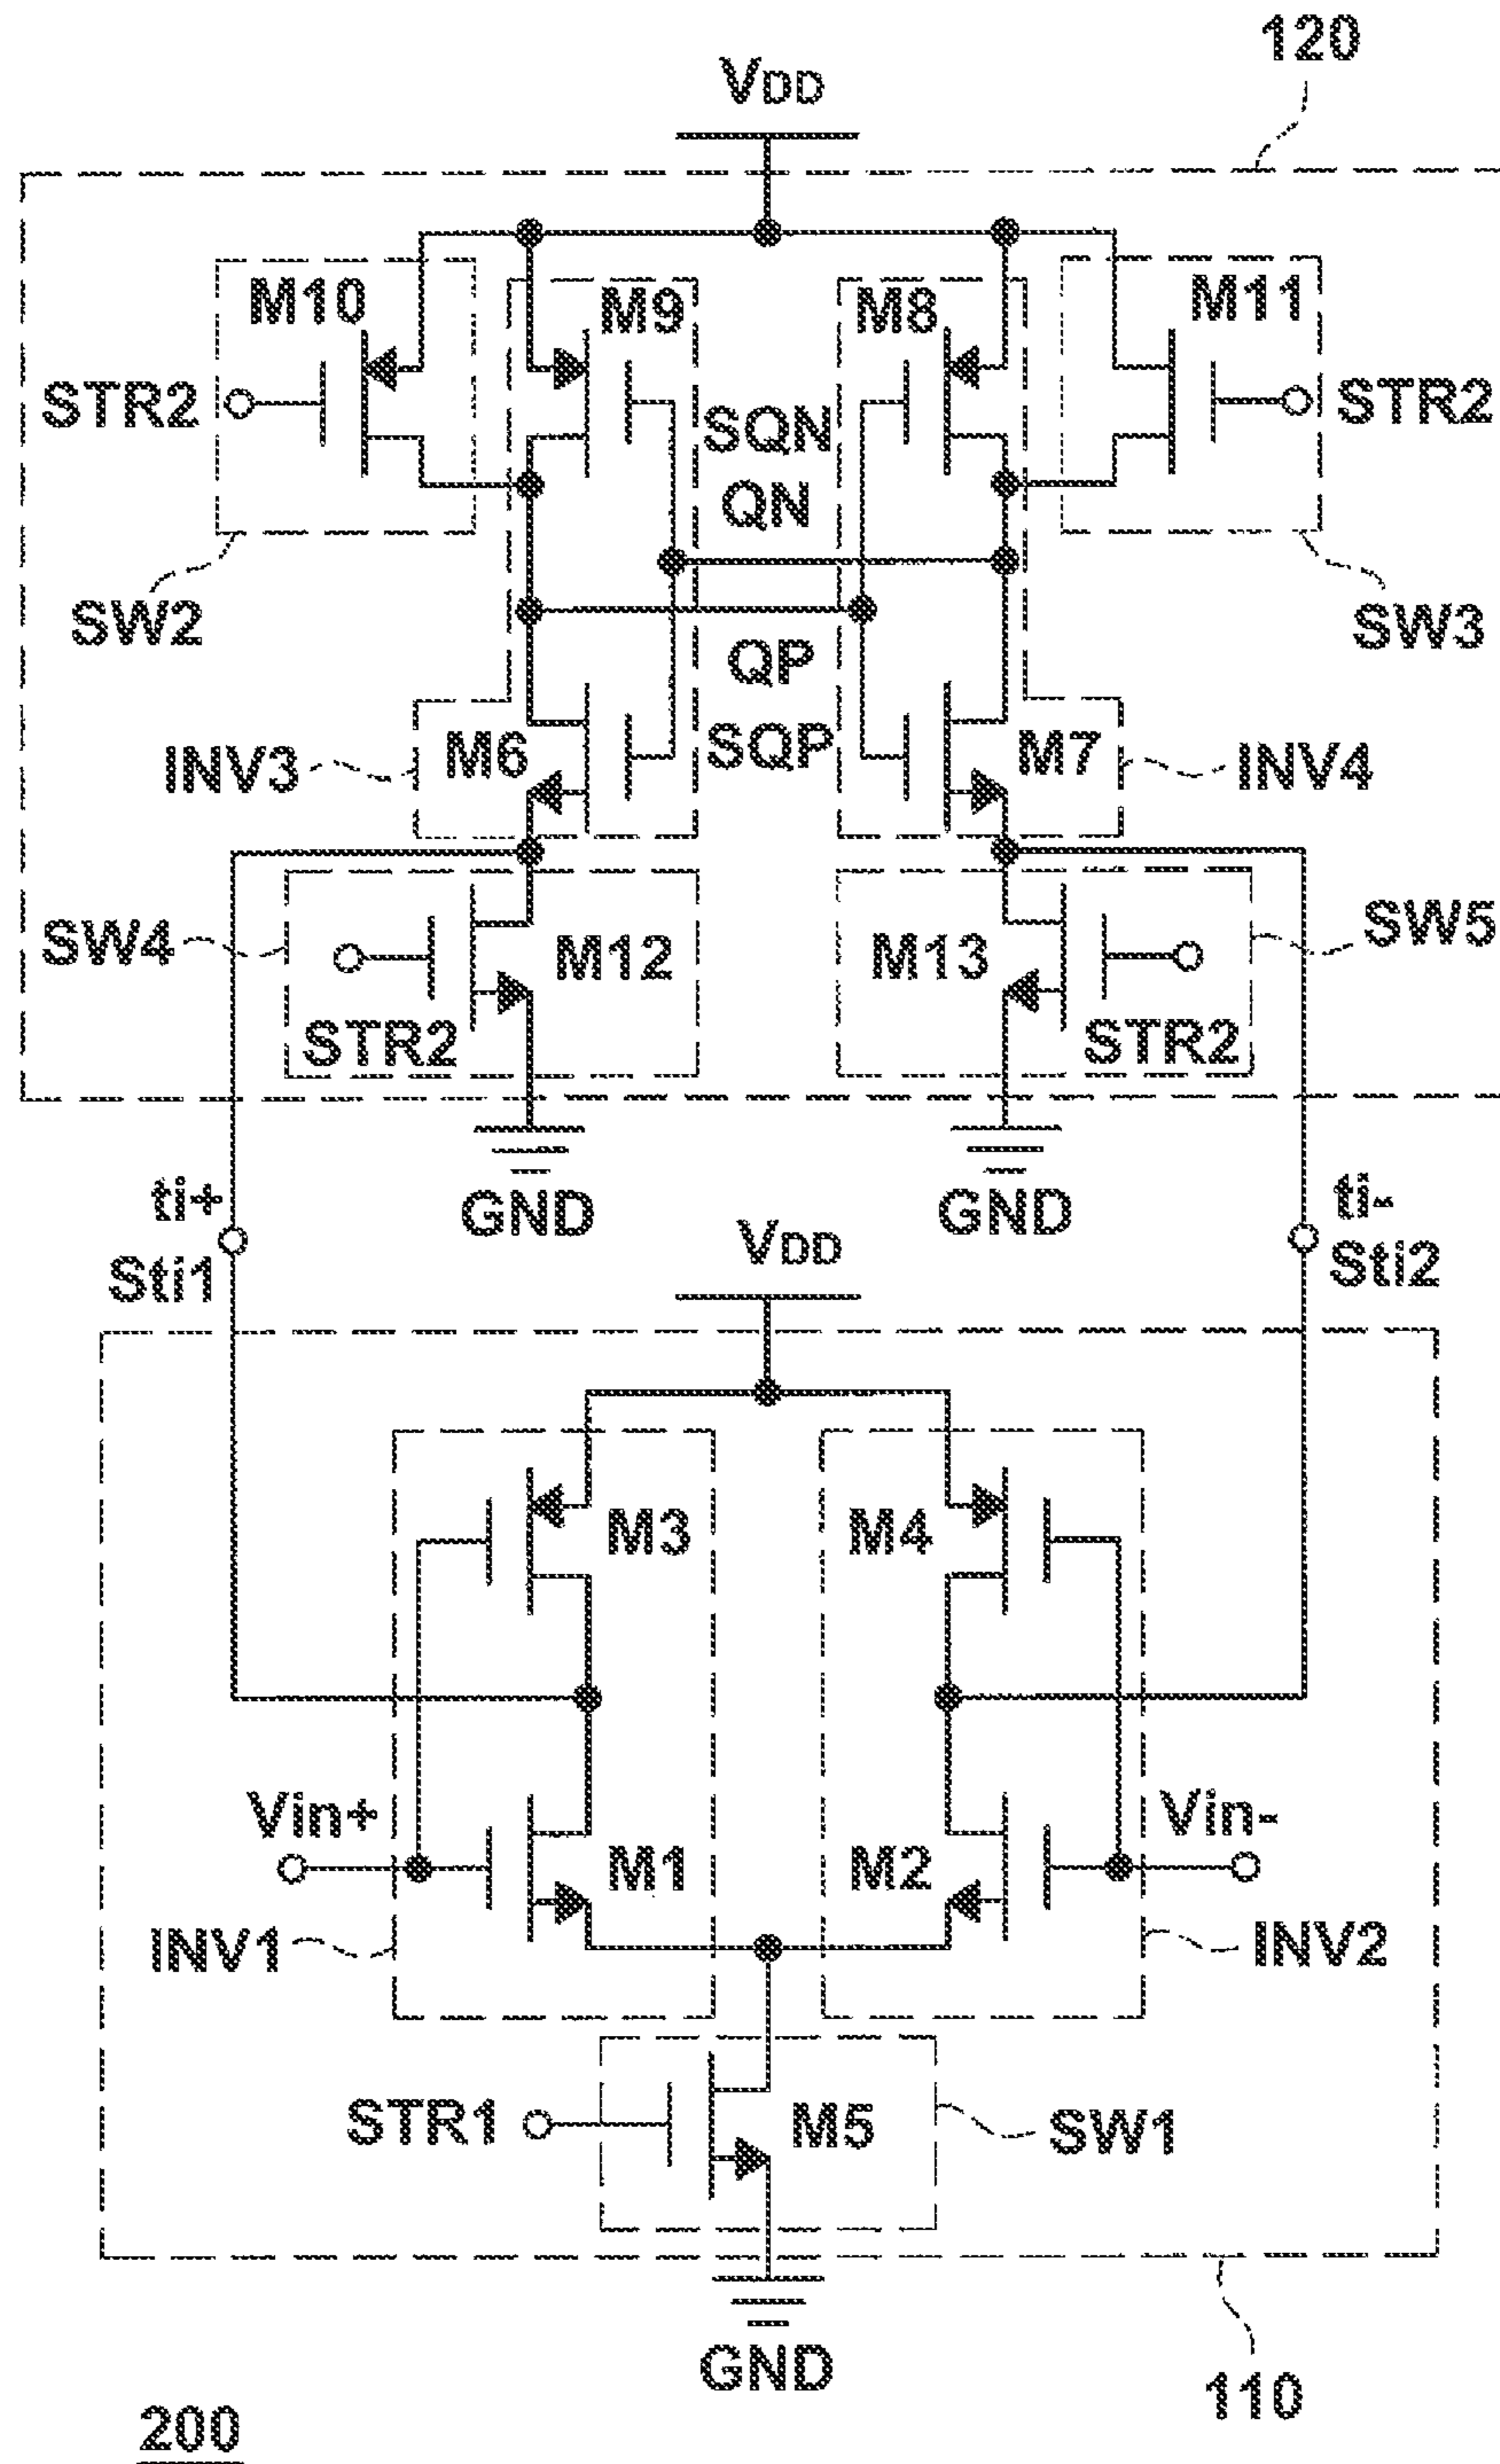 120
VDD
M10
M9
M8
M11
STR2
SQN
STR2
QN
SW2
SW3
QP
INV3
M6
SQP
M7
INV4
SW4
M12
M13
SW5
STR2
STR2
GND
GND
ti+
ti-
Sti1
VDD
Sti2
M3
M4
Vin+
Vin-
M1
M2
INV1
INV2
STR1
M5
SW1
GND
110
200